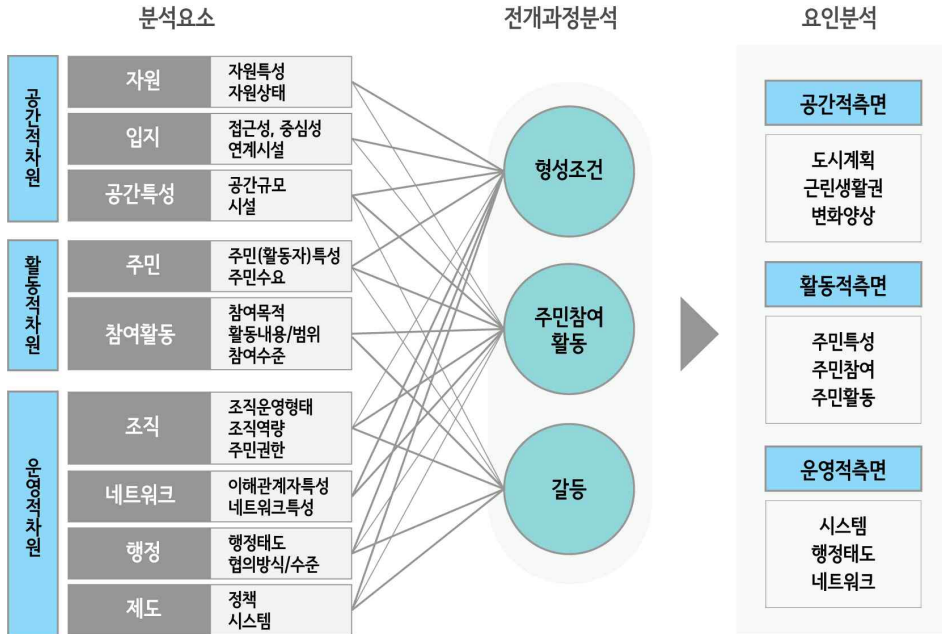 분석요소
전개과정분석
요인분석
공간적차원
자원
자원특성
자원상태
입지
접근성, 중심성
연계시설
공간특성
공간규모
시설
활동적차원
주민
주민(활동자)특성
주민수요
참여활동
참여목적
활동내용/범위
참여수준
운영적차원
조직
조직운영형태
조직역량
주민권한
네트워크
이해관계자특성
네트워크특성
행정
행정태도
협의방식/수준
제도
정책
시스템
형성조건
주민참여
활동
갈등
공간적측면
도시계획
근린생활권
변화양상
활동적측면
주민특성
주민참여
주민활동
운영적측면
시스템
행정태도
네트워크